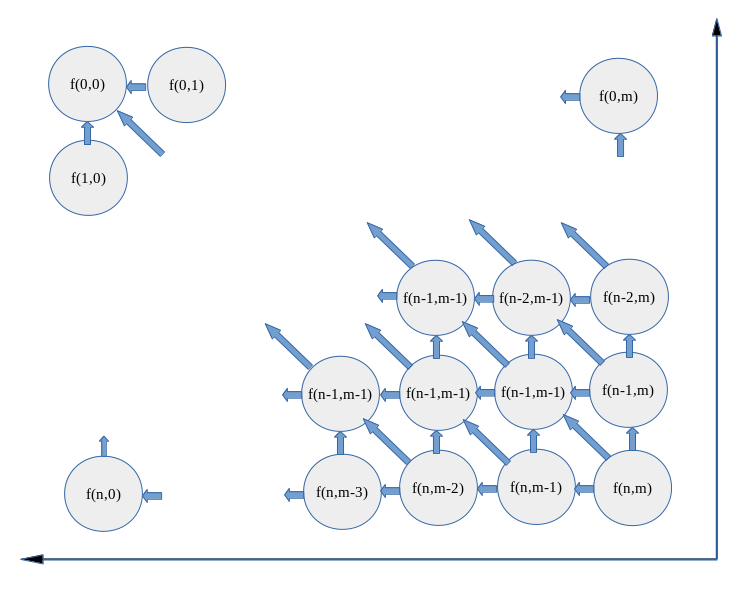 f(0,0)
f(0,1)
f(0,m)
f(1,0)
f(n-1,m-1)
f(n-2,m-1)
f(n-2,m)
f(n-1,m-1)
f(n-1,m-1)
f(n-1,m-1)
f(n-1,m)
f(n,0)
f(n,m-3)
f(n,m-2)
f(n,m-1)
f(n,m)